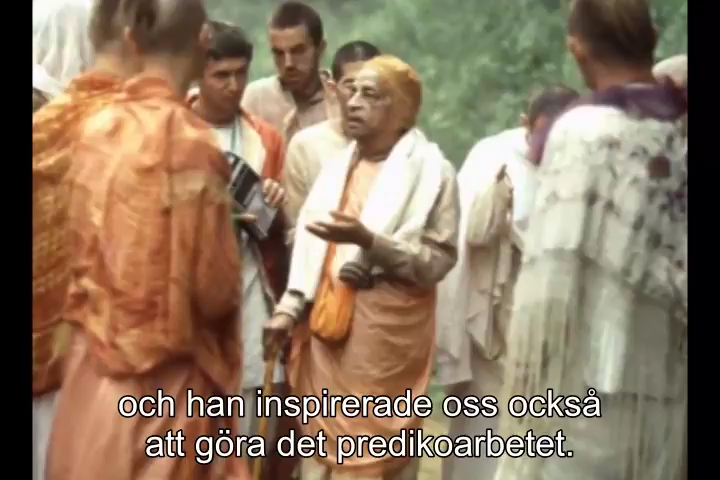 och han inspirerade oss också
att göra det predikoarbetet.